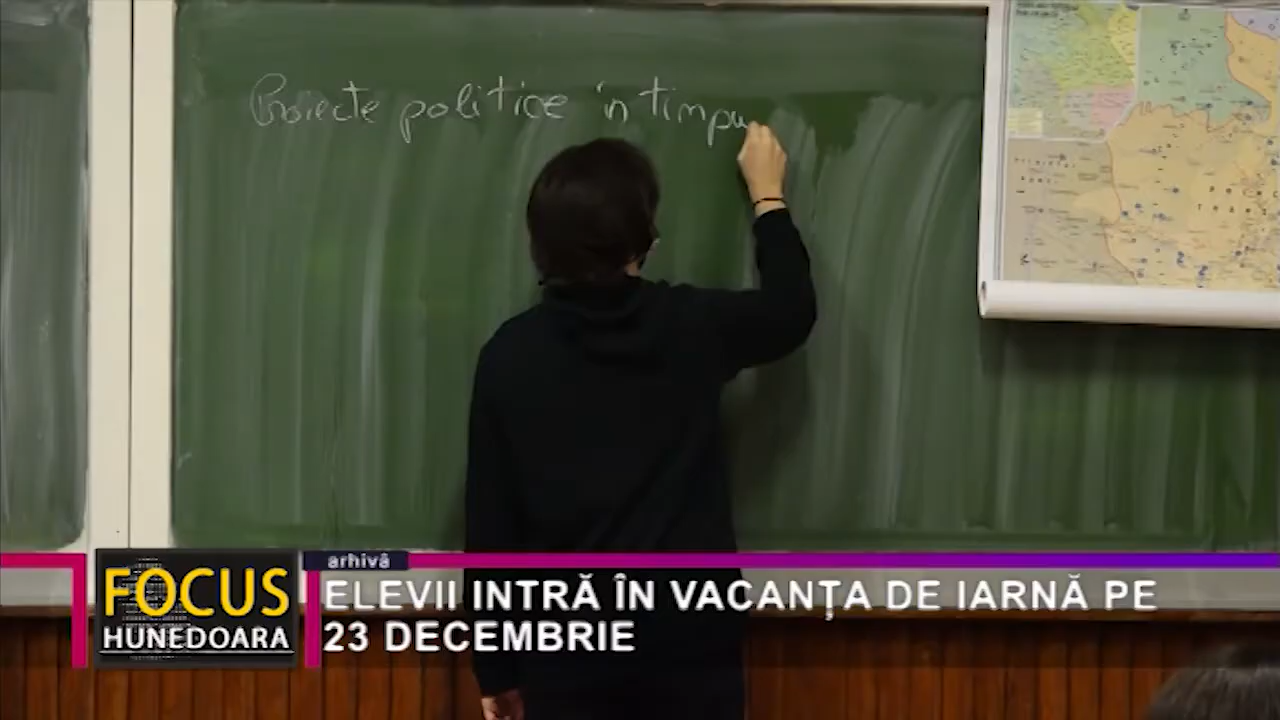 Proiecte politice în timpu
arhivă
FOCUS
HUNEDOARA
ELEVII INTRĂ ÎN VACANȚA DE IARNĂ PE
23 DECEMBRIE